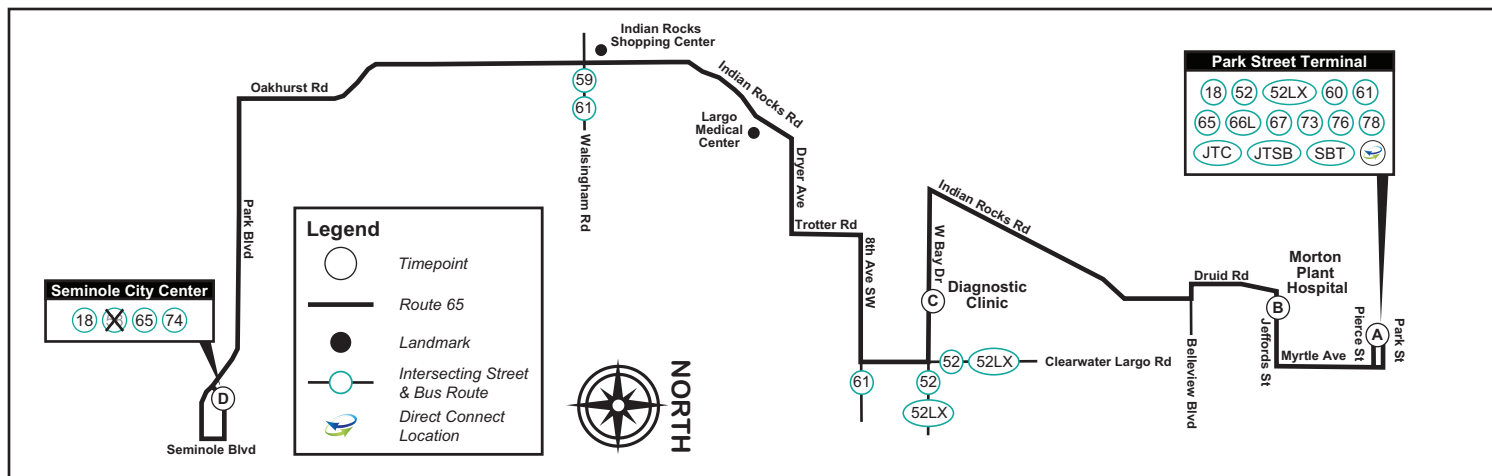 Indian Rocks
Shopping Center
Park Street Terminal
18 52 52LX 60 61
65 66L 67 73 76 78
JTC JTSB SBT
Oakhurst Rd
59
61
Walsingham Rd
Indian Rocks Rd
Largo
Medical
Center
Dryer Ave
Trotter Rd
8th Ave SW
Indian Rocks Rd
W Bay Dr
C
Diagnostic
Clinic
Druid Rd
Morton
Plant
Hospital
B
Jeffords St
Pierce St
A
Park St
Myrtle Ave
Belleview Blvd
52 52LX
Clearwater Largo Rd
61
52
52LX
Park Blvd
Seminole City Center
18 65 74
D
Seminole Blvd
Legend
Timepoint
Route 65
Landmark
Intersecting Street
& Bus Route
Direct Connect
Location
NORTH